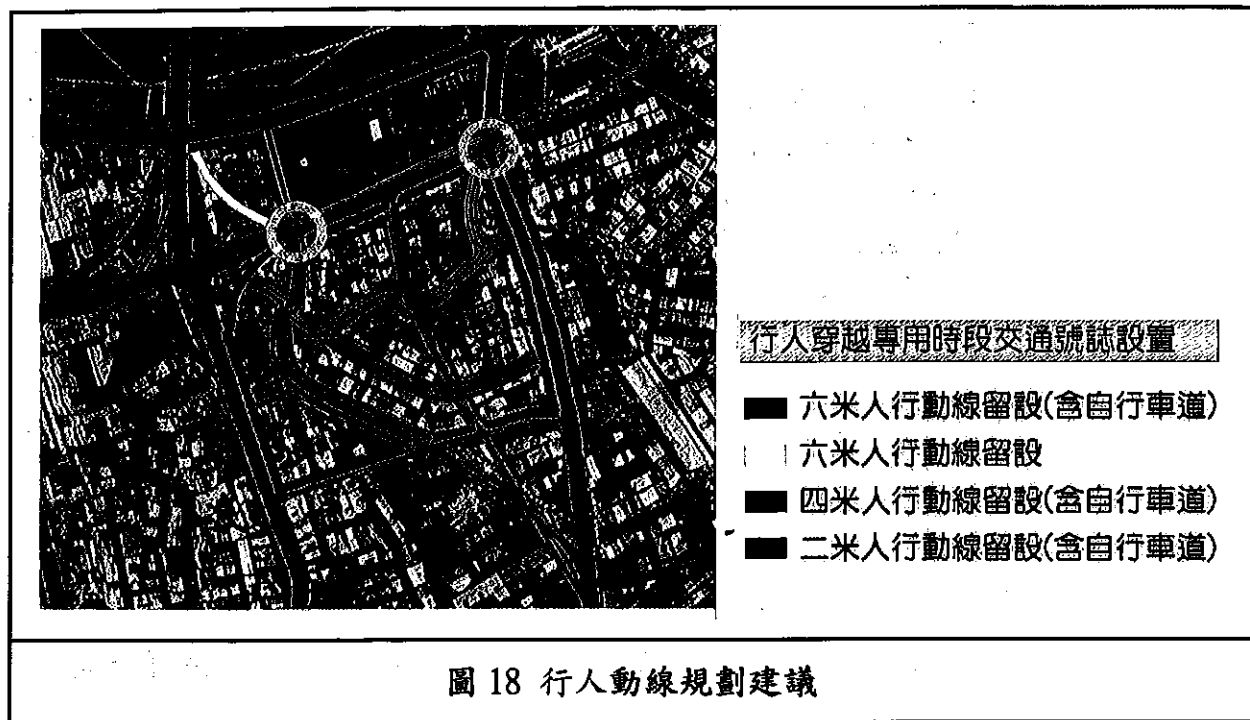 行人穿越專用時段交通號誌設置
六米人行動線留設(含自行車道)
六米人行動線留設
四米人行動線留設(含自行車道)
二米人行動線留設(含自行車道)
圖 18 行人動線規劃建議